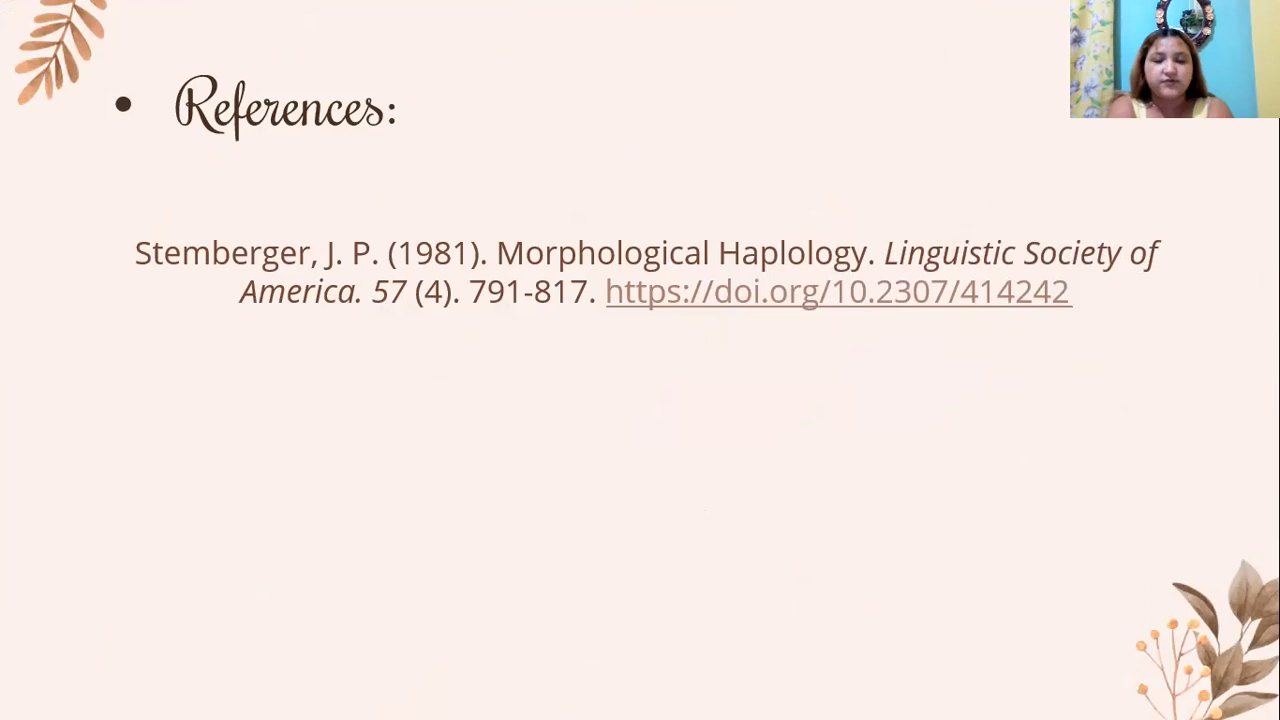 • References:
Stemberger, J. P. (1981). Morphological Haplology. Linguistic Society of
America. 57 (4). 791-817. https://doi.org/10.2307/414242